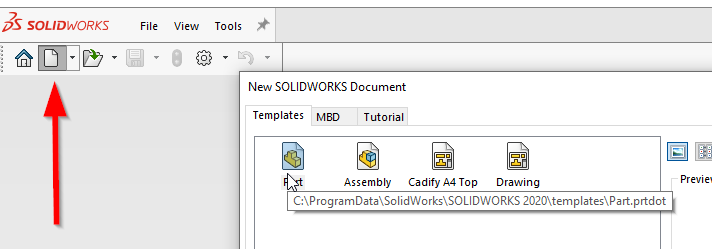 SOLIDWORKS File View Tools
New SOLIDWORKS Document
Templates MBD Tutorial
Part Assembly Cadify A4 Top Drawing
C:\ProgramData\SolidWorks\SOLIDWORKS 2020\templates\Part.prtdot
Preview